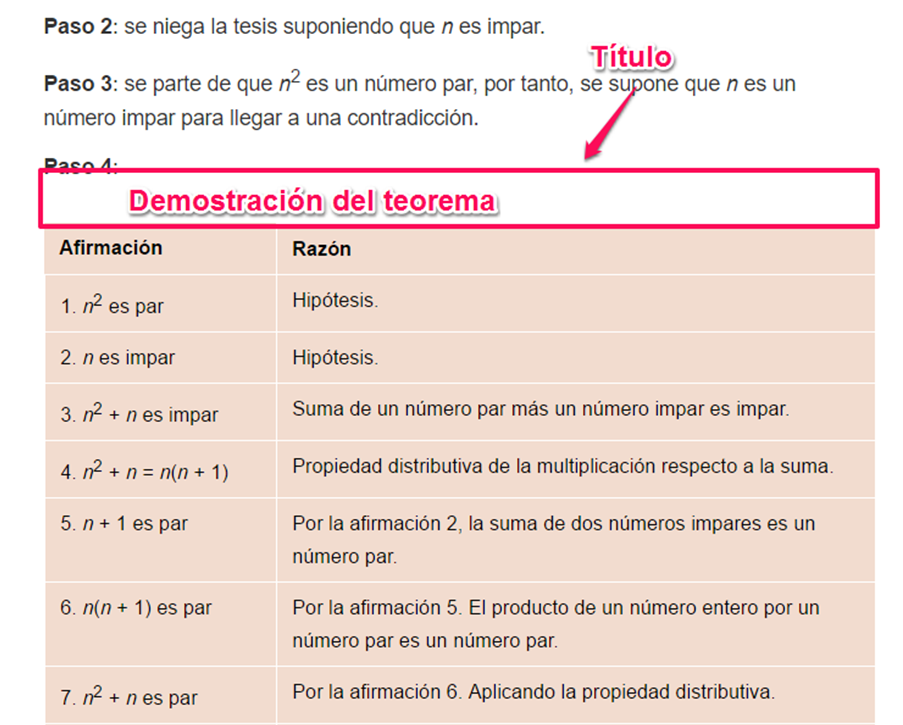 Paso 2: se niega la tesis suponiendo que n es impar.
Título
Paso 3: se parte de que n² es un número par, por tanto, se supone que n es un
número impar para llegar a una contradicción.
Paso 4:
Demostración del teorema
Afirmación Razón
1. n² es par Hipótesis.
2. n es impar Hipótesis.
3. n² + n es impar Suma de un número par más un número impar es impar.
4. n² + n = n(n + 1) Propiedad distributiva de la multiplicación respecto a la suma.
5. n + 1 es par Por la afirmación 2, la suma de dos números impares es un
número par.
6. n(n + 1) es par Por la afirmación 5. El producto de un número entero por un
número par es un número par.
7. n² + n es par Por la afirmación 6. Aplicando la propiedad distributiva.